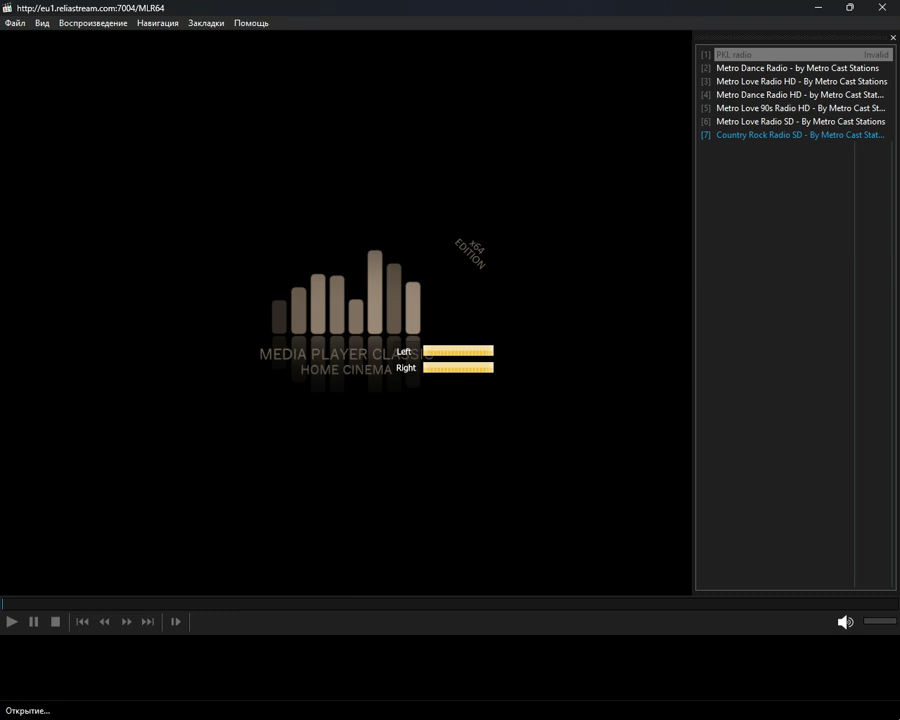 http://eu1.reliastream.com:7004/MLR64
Файл Вид Воспроизведение Навигация Закладки Помощь
[1] PKL radio Invalid
[2] Metro Dance Radio - by Metro Cast Stations
[3] Metro Love Radio HD - By Metro Cast Stations
[4] Metro Dance Radio HD - by Metro Cast Stat...
[5] Metro Love 90s Radio HD - By Metro Cast St...
[6] Metro Love Radio SD - By Metro Cast Stations
[7] Country Rock Radio SD - By Metro Cast Stat...
x64
EDITION
MEDIA PLAYER CLASSIC
HOME CINEMA
Left
Right
Открытие...